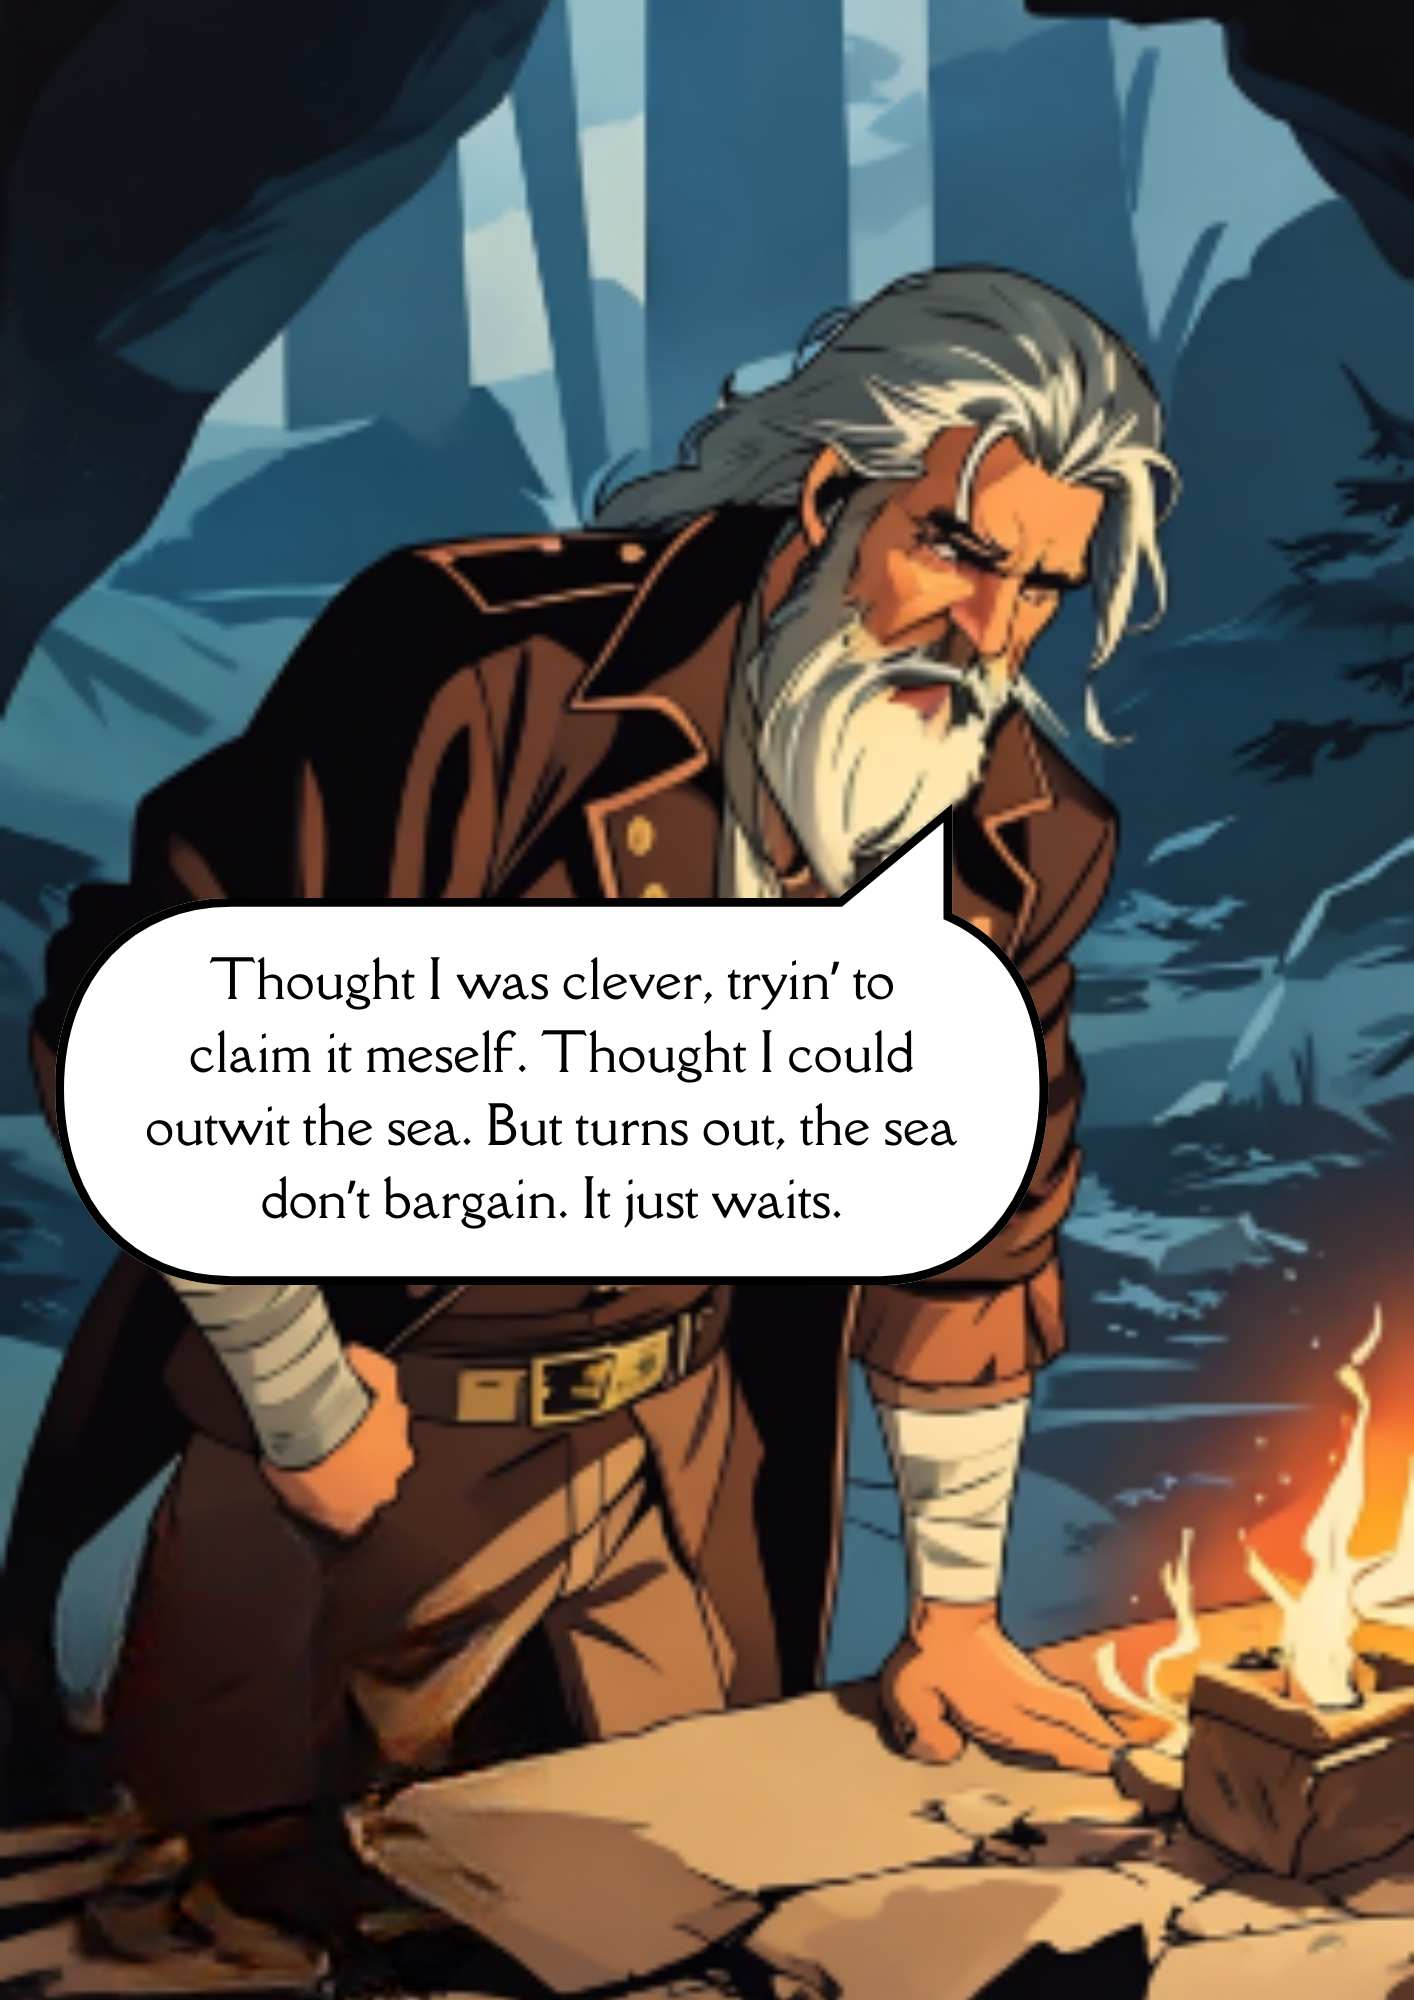 Thought I was clever, tryin' to
claim it meself. Thought I could
outwit the sea. But turns out, the sea
don't bargain. It just waits.